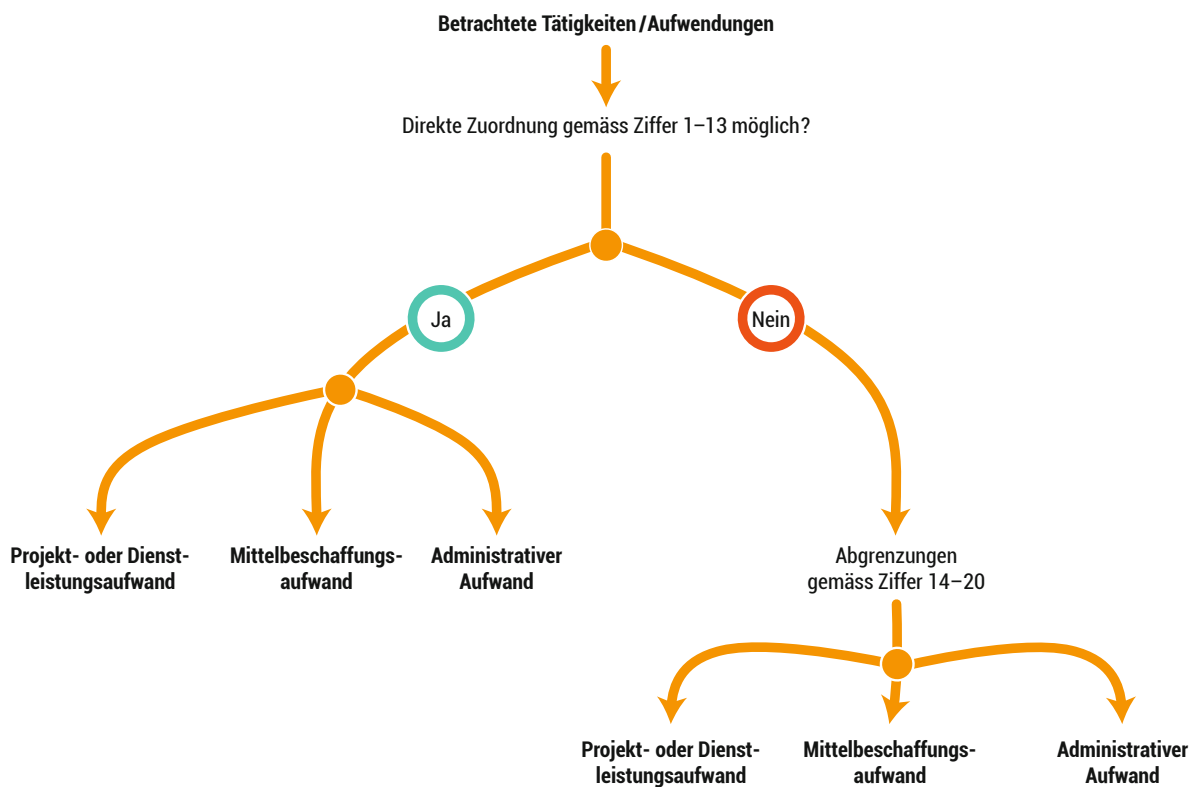 Betrachtete Tätigkeiten/Aufwendungen
Direkte Zuordnung gemäss Ziffer 1–13 möglich?
Ja
Nein
Projekt- oder Dienst-
leistungsaufwand
Mittelbeschaffungs-
aufwand
Administrativer
Aufwand
Abgrenzungen
gemäss Ziffer 14–20
Projekt- oder Dienst-
leistungsaufwand
Mittelbeschaffungs-
aufwand
Administrativer
Aufwand